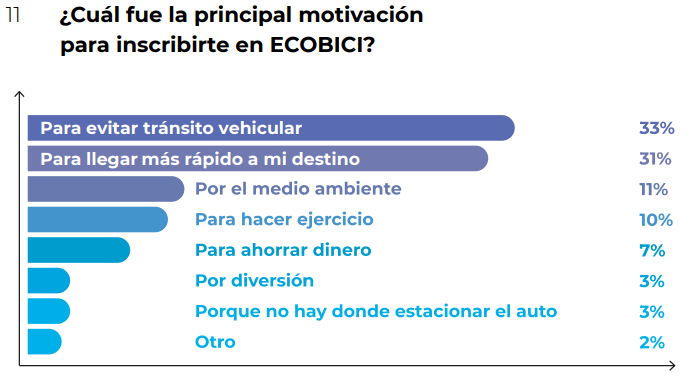 11 ¿Cuál fue la principal motivación
para inscribirte en ECOBICI?
Para evitar tránsito vehicular 33%
Para llegar más rápido a mi destino 31%
Por el medio ambiente 11%
Para hacer ejercicio 10%
Para ahorrar dinero 7%
Por diversión 3%
Porque no hay donde estacionar el auto 3%
Otro 2%